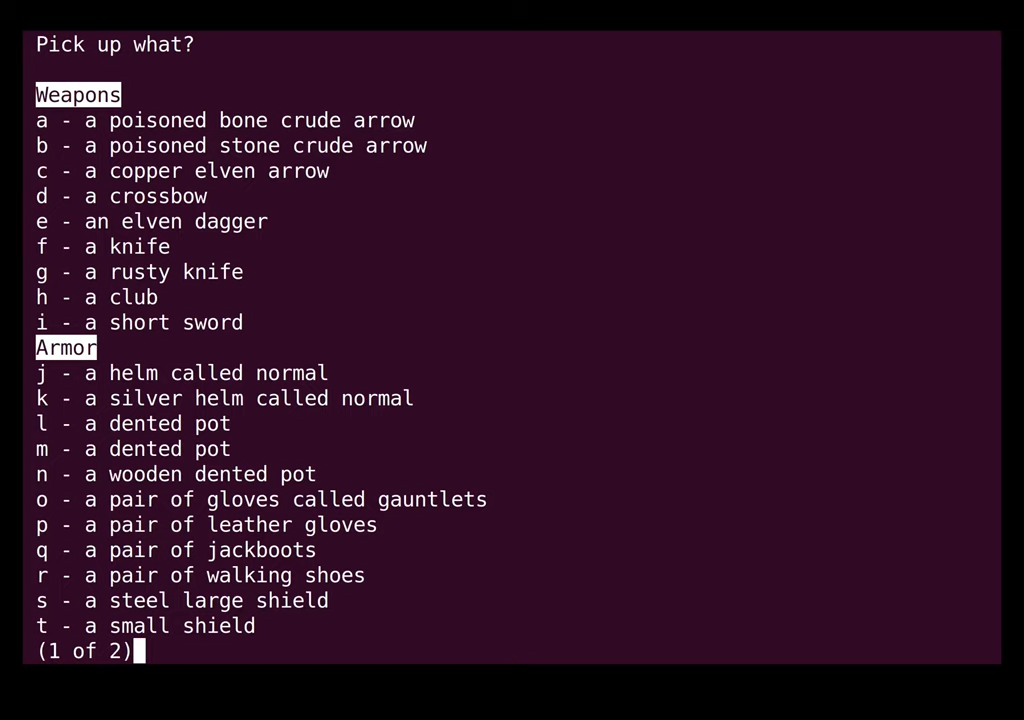 Pick up what?
Weapons
a - a poisoned bone crude arrow
b - a poisoned stone crude arrow
c - a copper elven arrow
d - a crossbow
e - an elven dagger
f - a knife
g - a rusty knife
h - a club
i - a short sword
Armor
j - a helm called normal
k - a silver helm called normal
l - a dented pot
m - a dented pot
n - a wooden dented pot
o - a pair of gloves called gauntlets
p - a pair of leather gloves
q - a pair of jackboots
r - a pair of walking shoes
s - a steel large shield
t - a small shield
(1 of 2)